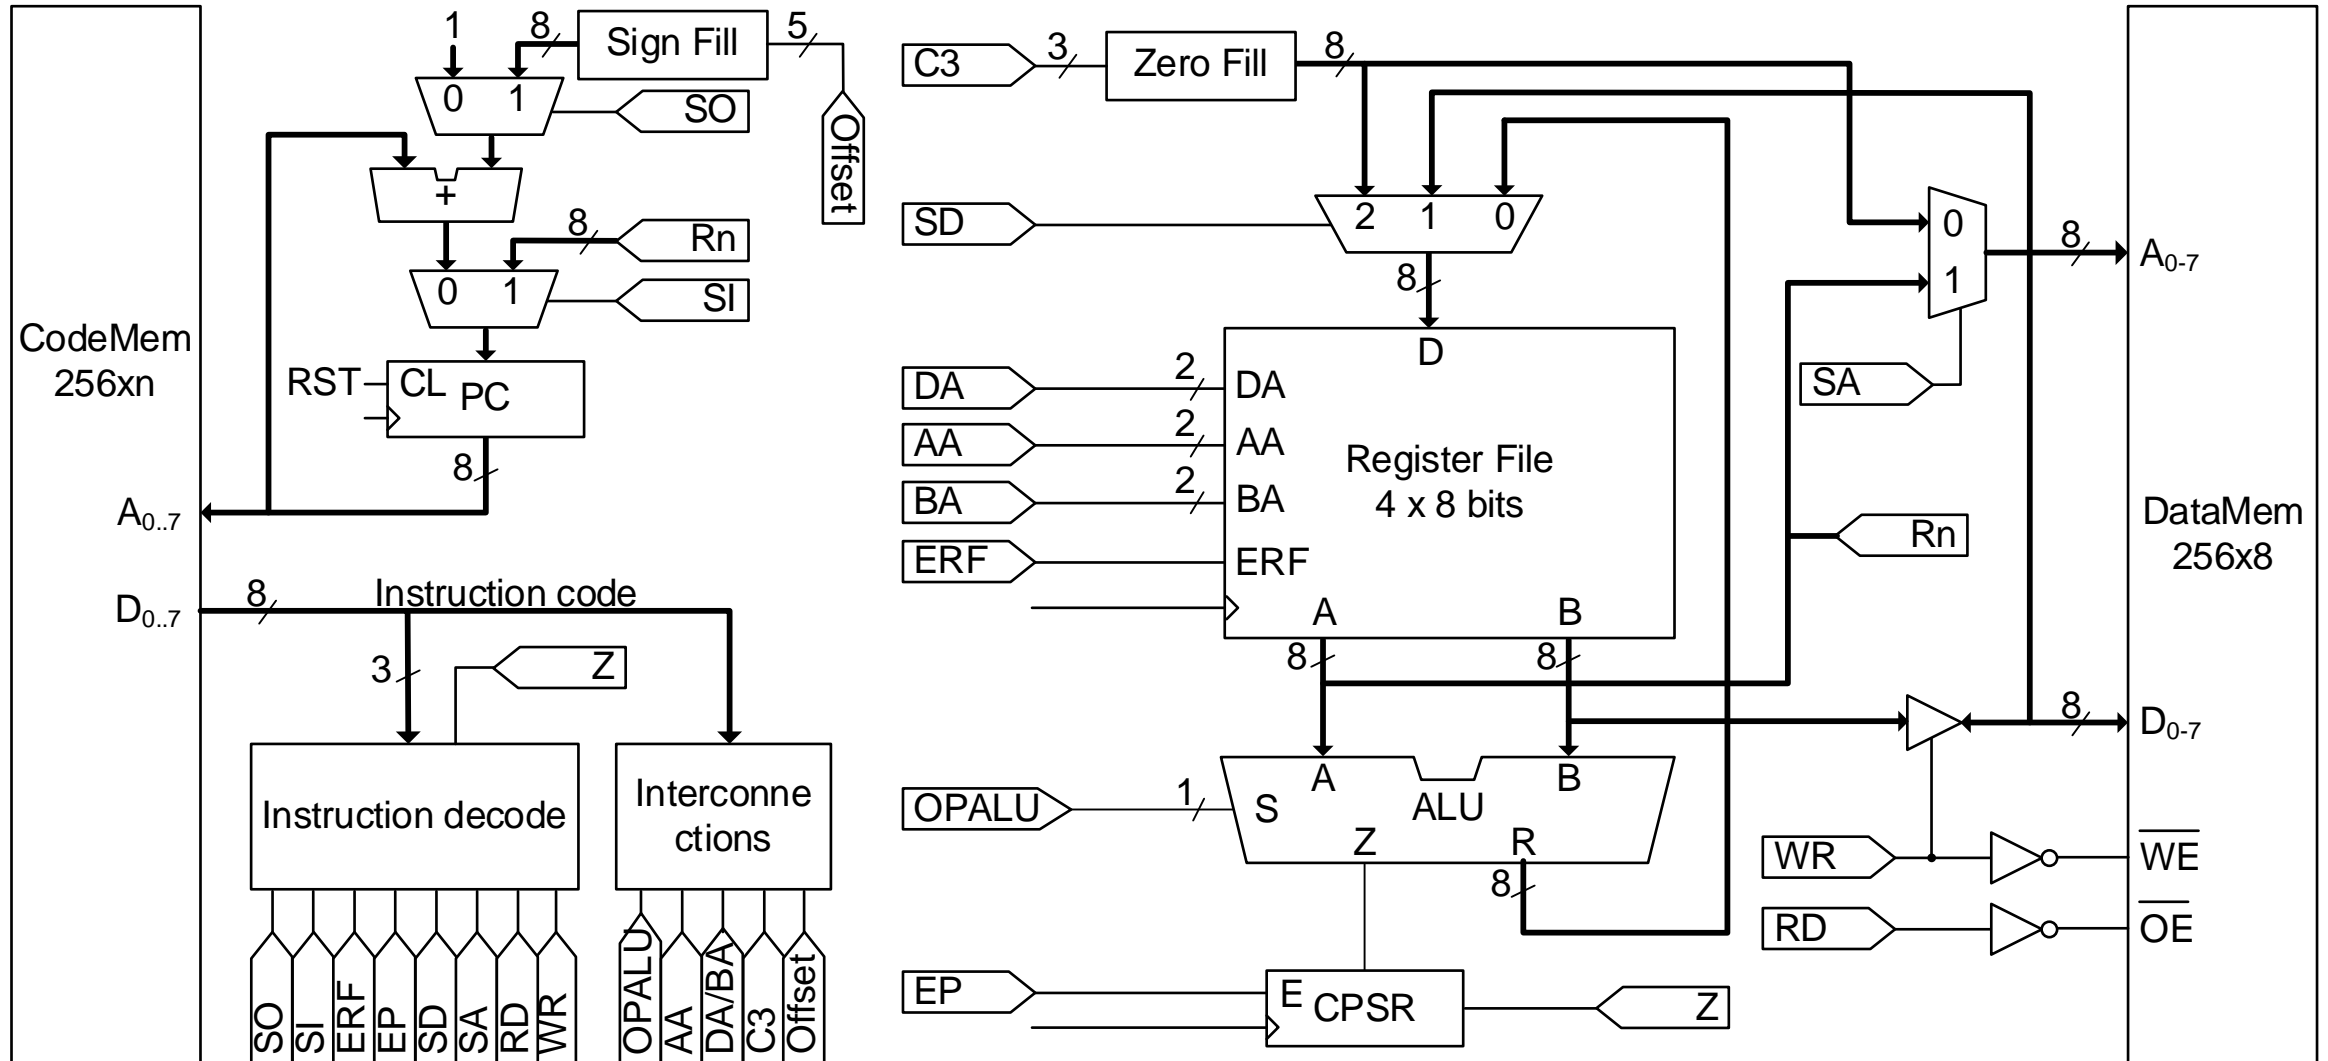 1
8
Sign Fill
5
0 1
SO
Offset
+
8
Rn
0 1
SI
CodeMem
256xn
RST
CL PC
8
A0..7
D0..7
8
Instruction code
3
Z
Instruction decode
Interconne
ctions
SO
SI
ERF
EP
SD
SA
RD
WR
OPALU
AA
DA/BA
C3
Offset
C3
3
Zero Fill
8
SD
2 1 0
8
D
DA
2
DA
AA
2
AA
BA
2
BA
Register File
4 x 8 bits
ERF
ERF
A B
8
8
OPALU
1
S
A
B
ALU
Z
R
8
EP
E
CPSR
Z
0
1
8
A0-7
SA
Rn
DataMem
256x8
8
D0-7
WR
WE
RD
OE